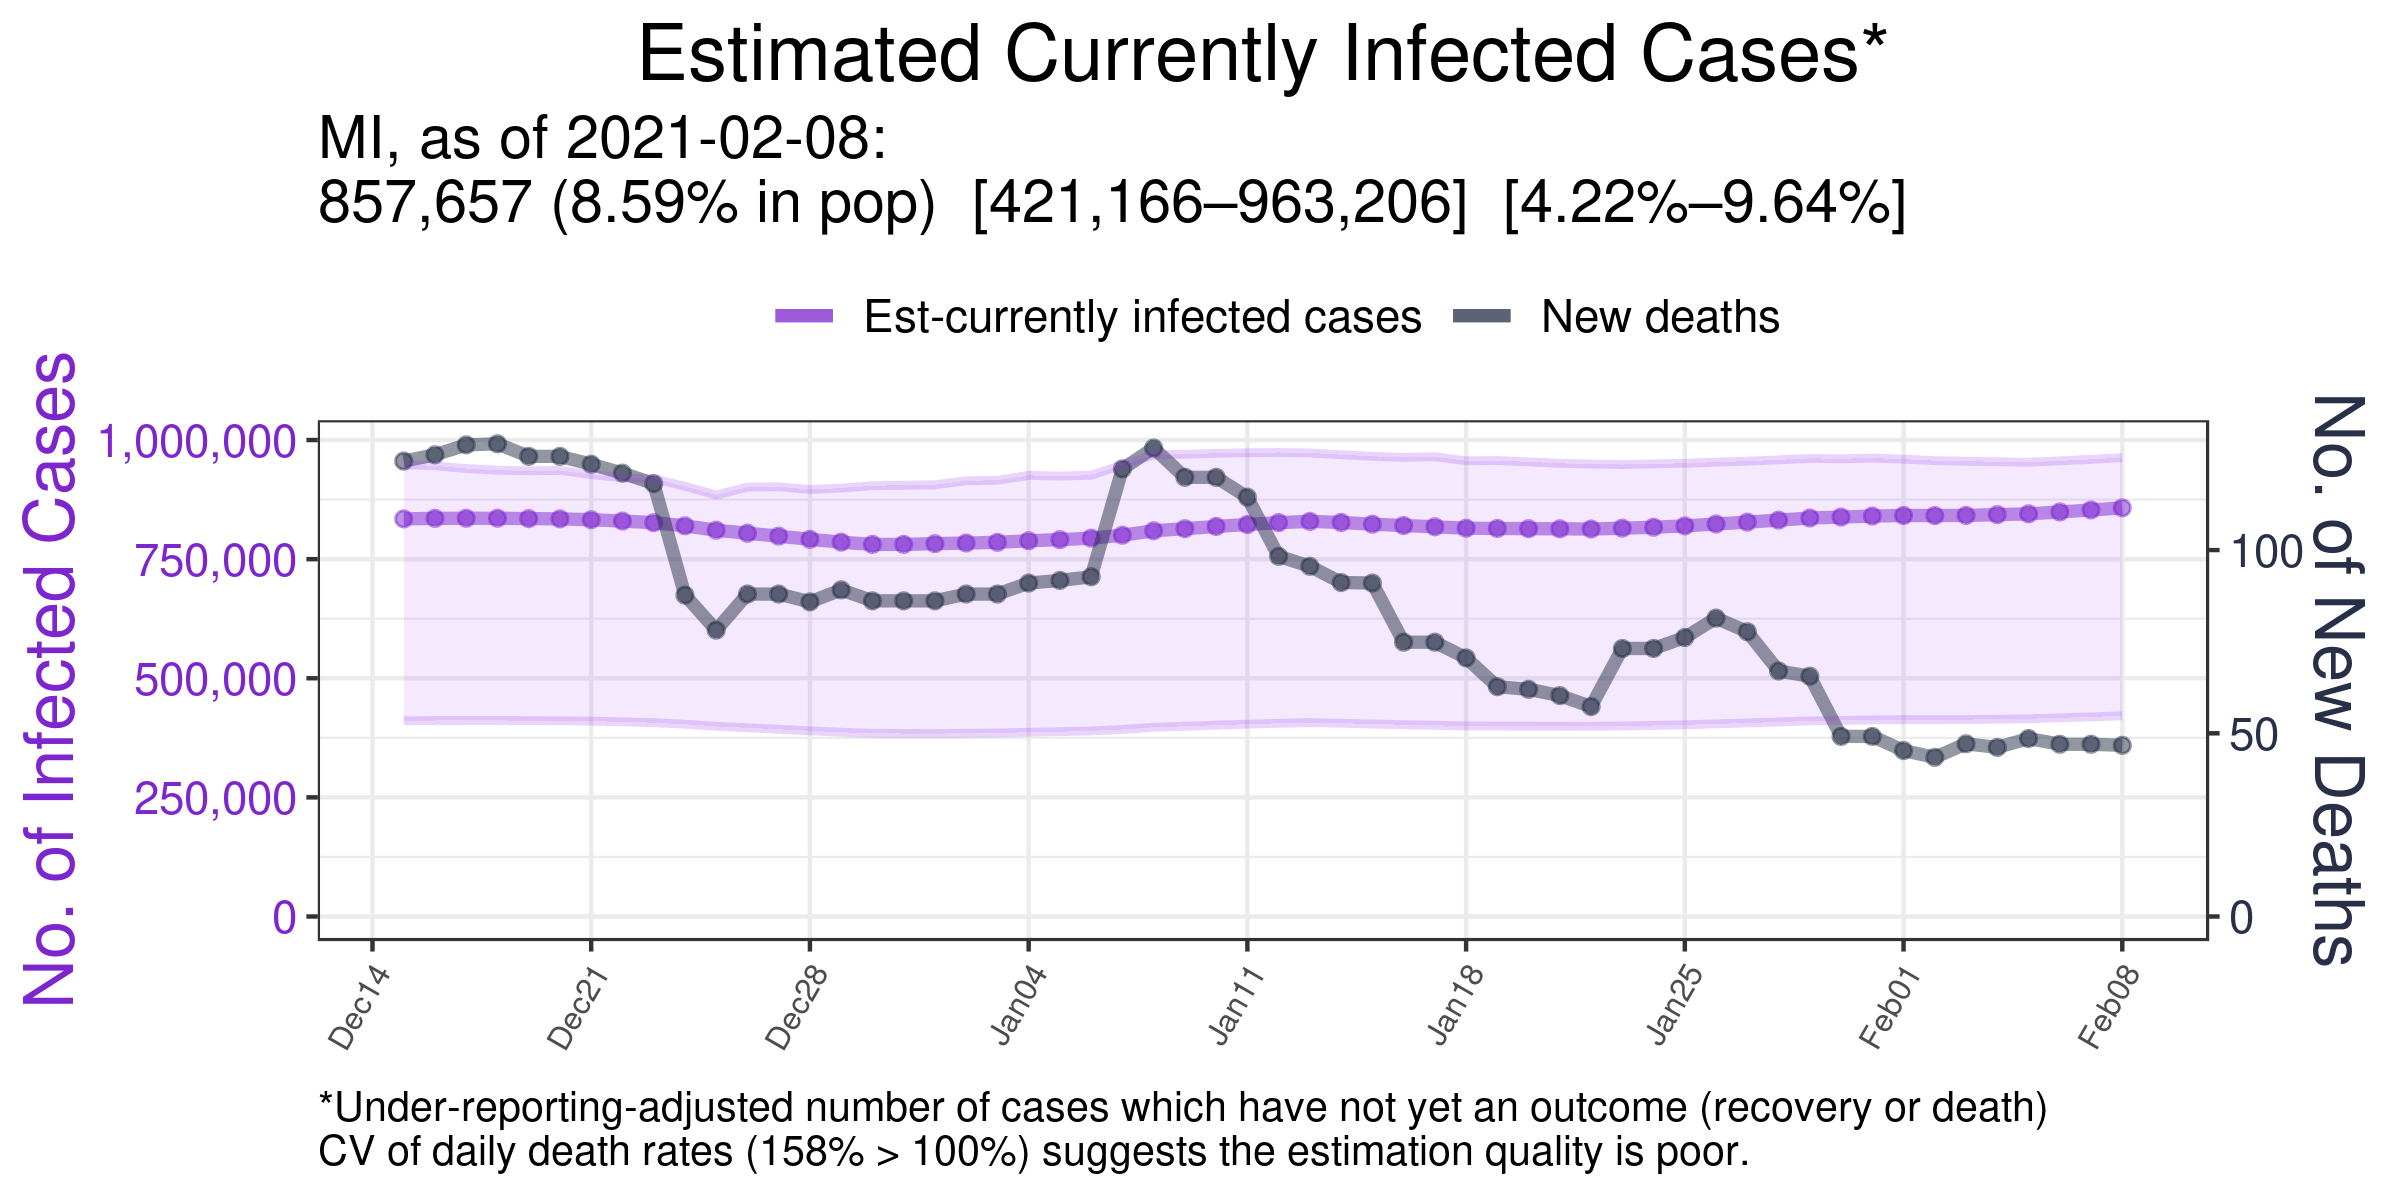 Estimated Currently Infected Cases*
MI, as of 2021-02-08:
857,657 (8.59% in pop)  [421,166–963,206]  [4.22%–9.64%]
Est-currently infected cases
New deaths
No. of Infected Cases
1,000,000
750,000
500,000
250,000
0
No. of New Deaths
100
50
0
Dec14
Dec21
Dec28
Jan04
Jan11
Jan18
Jan25
Feb01
Feb08
*Under-reporting-adjusted number of cases which have not yet an outcome (recovery or death)
CV of daily death rates (158% > 100%) suggests the estimation quality is poor.